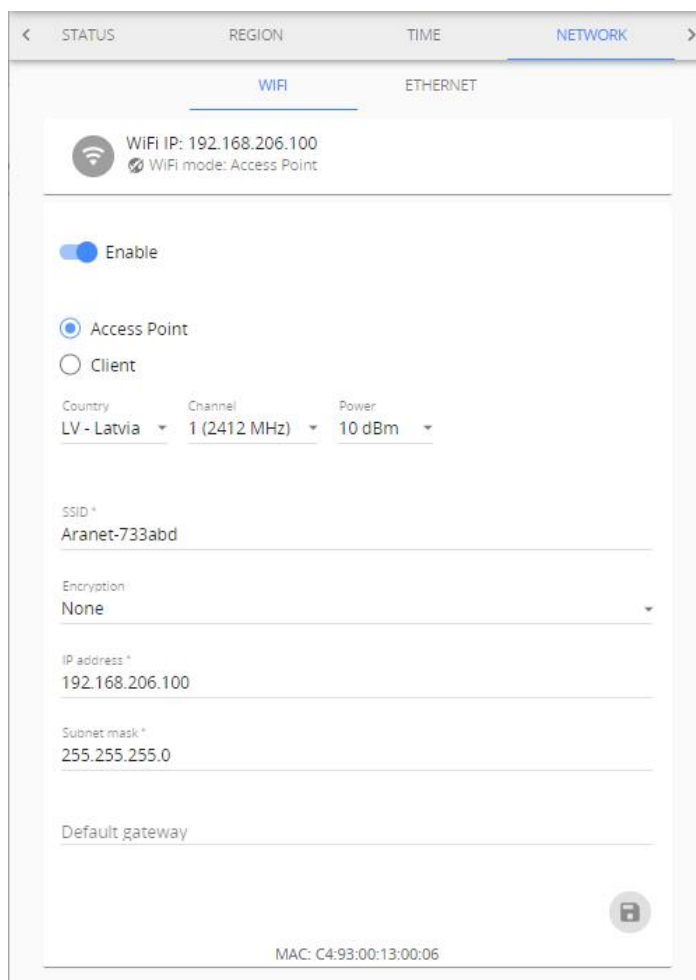 STATUS REGION TIME NETWORK
WIFI ETHERNET
WiFi IP: 192.168.206.100
WiFi mode: Access Point
Enable
Access Point
Client
Country Channel Power
LV - Latvia 1 (2412 MHz) 10 dBm
SSID *
Aranet-733abd
Encryption
None
IP address *
192.168.206.100
Subnet mask *
255.255.255.0
Default gateway
MAC: C4:93:00:13:00:06